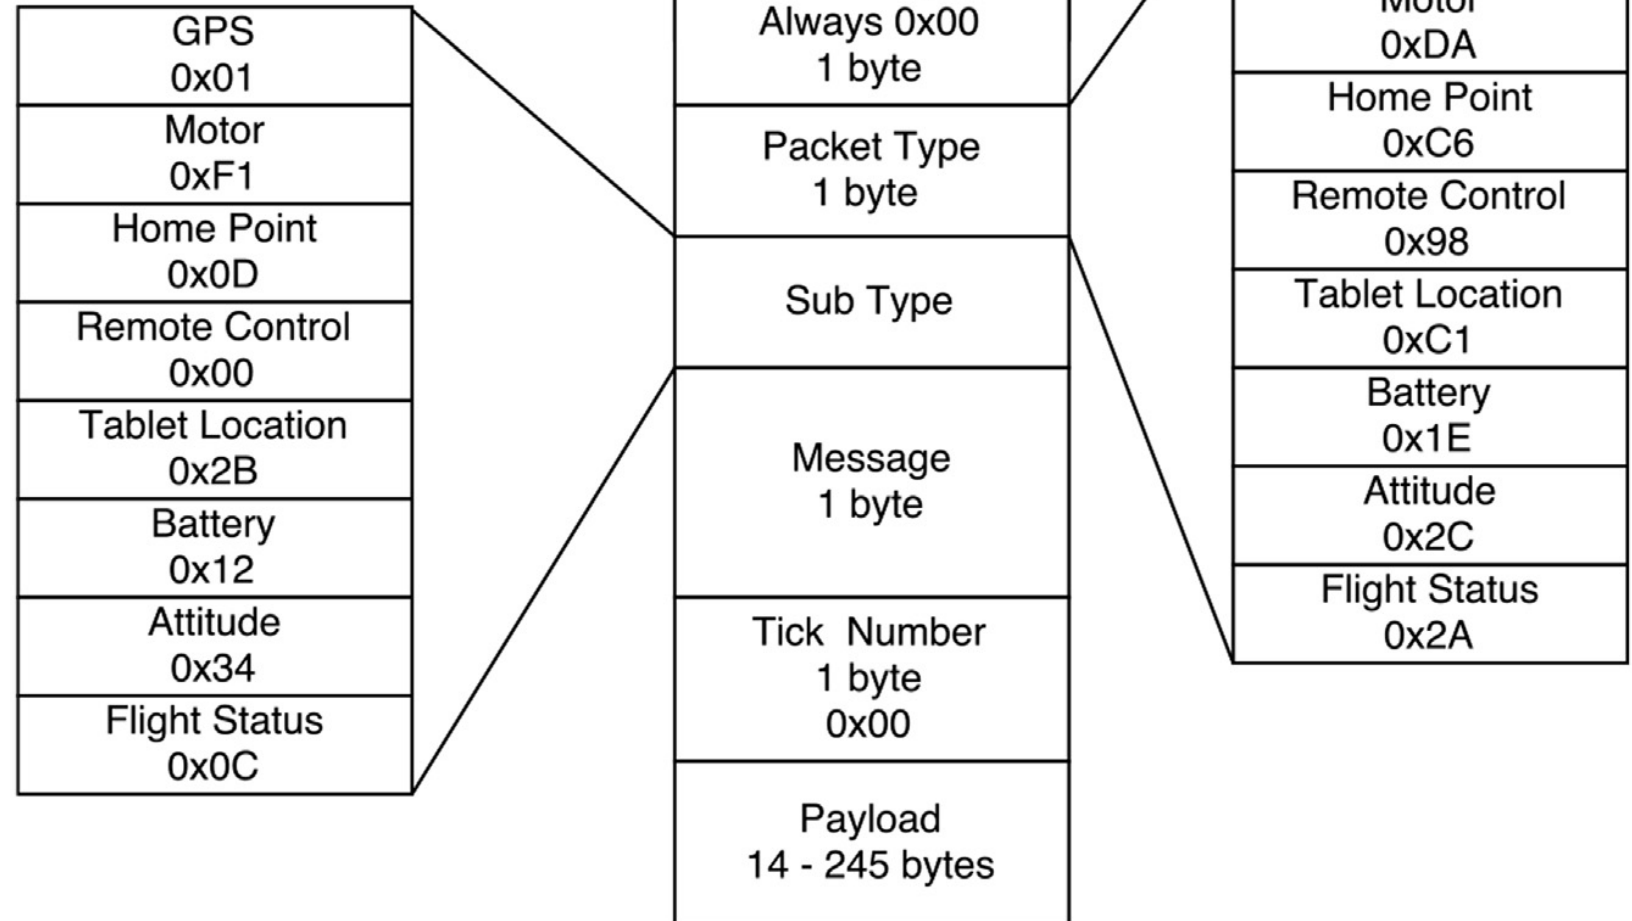 GPS
0x01
Motor
0xF1
Home Point
0x0D
Remote Control
0x00
Tablet Location
0x2B
Battery
0x12
Attitude
0x34
Flight Status
0x0C
Always 0x00
1 byte
Packet Type
1 byte
Sub Type
Message
1 byte
Tick Number
1 byte
0x00
Payload
14 - 245 bytes
Motor
0xDA
Home Point
0xC6
Remote Control
0x98
Tablet Location
0xC1
Battery
0x1E
Attitude
0x2C
Flight Status
0x2A